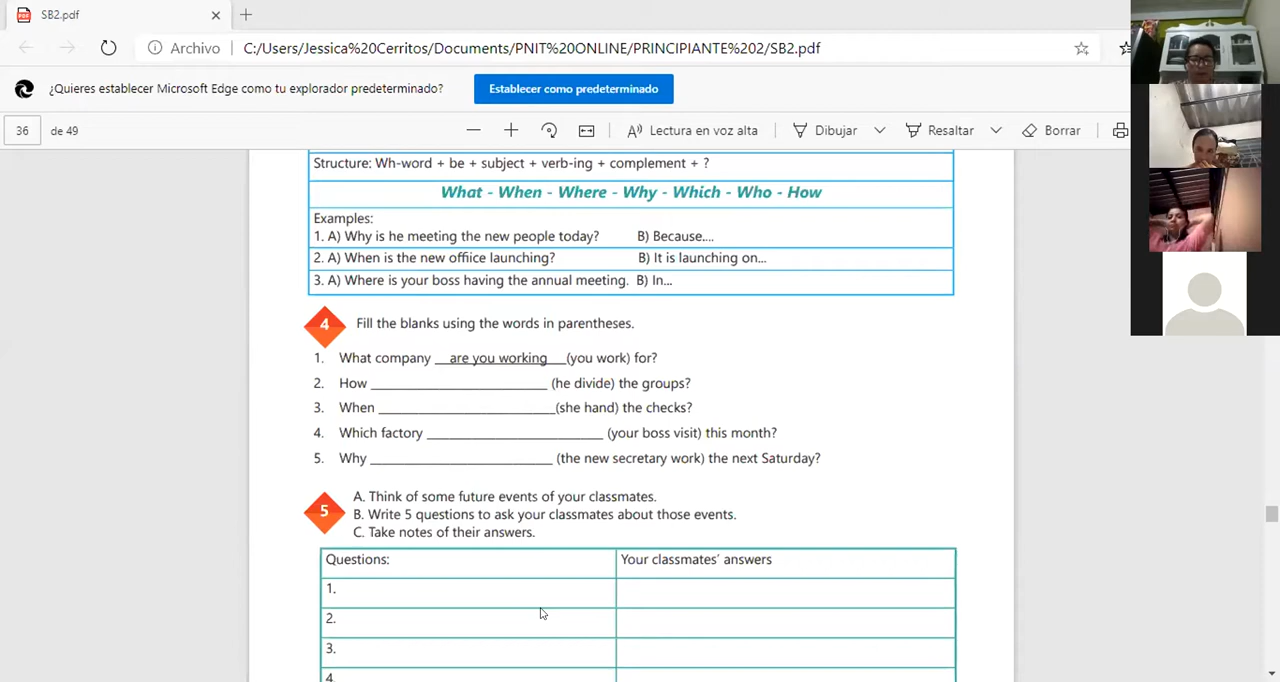 SB2.pdf
Archivo C:/Users/Jessica%20Cerritos/Documents/PNIT%20ONLINE/PRINCIPIANTE%202/SB2.pdf
¿Quieres establecer Microsoft Edge como tu explorador predeterminado? Establecer como predeterminado
36 de 49 Lectura en voz alta Dibujar Resaltar Borrar
Structure: Wh-word + be + subject + verb-ing + complement + ?
What - When - Where - Why - Which - Who - How
Examples:
1. A) Why is he meeting the new people today? B) Because....
2. A) When is the new office launching? B) It is launching on...
3. A) Where is your boss having the annual meeting. B) In...
4 Fill the blanks using the words in parentheses.
1. What company __are you working___(you work) for?
2. How _________________________ (he divide) the groups?
3. When _________________________(she hand) the checks?
4. Which factory _________________________ (your boss visit) this month?
5. Why __________________________ (the new secretary work) the next Saturday?
5
A. Think of some future events of your classmates.
B. Write 5 questions to ask your classmates about those events.
C. Take notes of their answers.
Questions: Your classmates´ answers
1.
2.
3.
4.